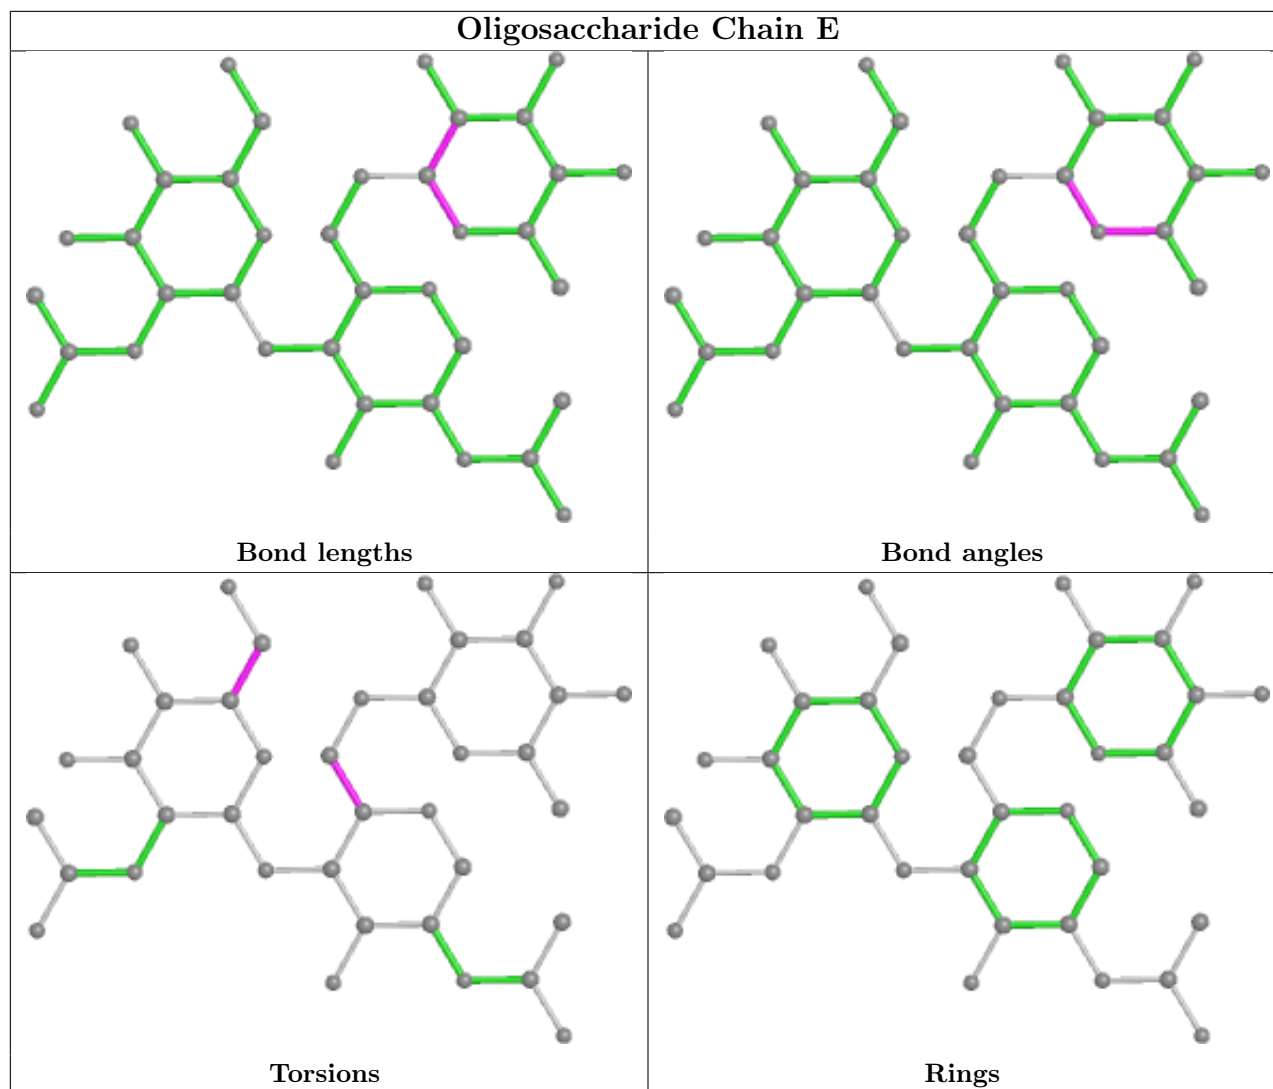 Oligosaccharide Chain E
Bond lengths
Bond angles
Torsions
Rings